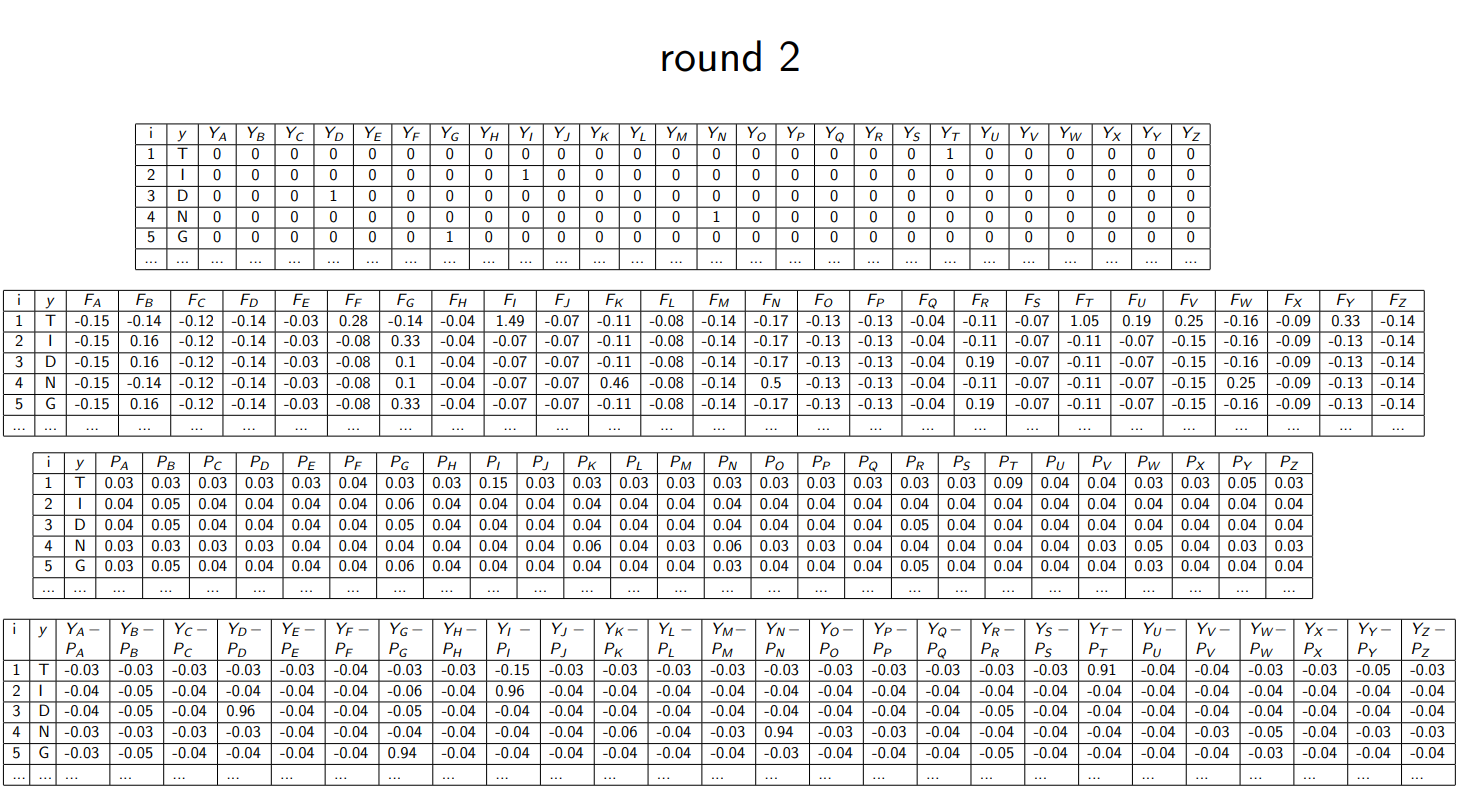 round 2
i y Y_A Y_B Y_C Y_D Y_E Y_F Y_G Y_H Y_I Y_J Y_K Y_L Y_M Y_N Y_O Y_P Y_Q Y_R Y_S Y_T Y_U Y_V Y_W Y_X Y_Y Y_Z
1 T 0 0 0 0 0 0 0 0 0 0 0 0 0 0 0 0 0 0 0 1 0 0 0 0 0 0
2 I 0 0 0 0 0 0 0 0 1 0 0 0 0 0 0 0 0 0 0 0 0 0 0 0 0 0
3 D 0 0 0 1 0 0 0 0 0 0 0 0 0 0 0 0 0 0 0 0 0 0 0 0 0 0
4 N 0 0 0 0 0 0 0 0 0 0 0 0 0 1 0 0 0 0 0 0 0 0 0 0 0 0
5 G 0 0 0 0 0 0 1 0 0 0 0 0 0 0 0 0 0 0 0 0 0 0 0 0 0 0
... ... ... ... ... ... ... ... ... ... ... ... ... ... ... ... ... ... ... ... ... ... ... ... ... ... ... ...
i y F_A F_B F_C F_D F_E F_F F_G F_H F_I F_J F_K F_L F_M F_N F_O F_P F_Q F_R F_S F_T F_U F_V F_W F_X F_Y F_Z
1 T -0.15 -0.14 -0.12 -0.14 -0.03 0.28 -0.14 -0.04 1.49 -0.07 -0.11 -0.08 -0.14 -0.17 -0.13 -0.13 -0.04 -0.11 -0.07 1.05 0.19 0.25 -0.16 -0.09 0.33 -0.14
2 I -0.15 0.16 -0.12 -0.14 -0.03 -0.08 0.33 -0.04 -0.07 -0.07 -0.11 -0.08 -0.14 -0.17 -0.13 -0.13 -0.04 -0.11 -0.07 -0.11 -0.07 -0.15 -0.16 -0.09 -0.13 -0.14
3 D -0.15 0.16 -0.12 -0.14 -0.03 -0.08 0.1 -0.04 -0.07 -0.07 -0.11 -0.08 -0.14 -0.17 -0.13 -0.13 -0.04 0.19 -0.07 -0.11 -0.07 -0.15 -0.16 -0.09 -0.13 -0.14
4 N -0.15 -0.14 -0.12 -0.14 -0.03 -0.08 0.1 -0.04 -0.07 -0.07 0.46 -0.08 -0.14 0.5 -0.13 -0.13 -0.04 -0.11 -0.07 -0.11 -0.07 -0.15 0.25 -0.09 -0.13 -0.14
5 G -0.15 0.16 -0.12 -0.14 -0.03 -0.08 0.33 -0.04 -0.07 -0.07 -0.11 -0.08 -0.14 -0.17 -0.13 -0.13 -0.04 0.19 -0.07 -0.11 -0.07 -0.15 -0.16 -0.09 -0.13 -0.14
... ... ... ... ... ... ... ... ... ... ... ... ... ... ... ... ... ... ... ... ... ... ... ... ... ... ... ...
i y P_A P_B P_C P_D P_E P_F P_G P_H P_I P_J P_K P_L P_M P_N P_O P_P P_Q P_R P_S P_T P_U P_V P_W P_X P_Y P_Z
1 T 0.03 0.03 0.03 0.03 0.03 0.04 0.03 0.03 0.15 0.03 0.03 0.03 0.03 0.03 0.03 0.03 0.03 0.03 0.03 0.09 0.04 0.04 0.03 0.03 0.05 0.03
2 I 0.04 0.05 0.04 0.04 0.04 0.04 0.06 0.04 0.04 0.04 0.04 0.04 0.04 0.04 0.04 0.04 0.04 0.04 0.04 0.04 0.04 0.04 0.04 0.04 0.04 0.04
3 D 0.04 0.05 0.04 0.04 0.04 0.04 0.05 0.04 0.04 0.04 0.04 0.04 0.04 0.04 0.04 0.04 0.04 0.05 0.04 0.04 0.04 0.04 0.04 0.04 0.04 0.04
4 N 0.03 0.03 0.03 0.03 0.04 0.04 0.04 0.04 0.04 0.04 0.06 0.04 0.03 0.06 0.03 0.03 0.04 0.04 0.04 0.04 0.04 0.03 0.05 0.04 0.03 0.03
5 G 0.03 0.05 0.04 0.04 0.04 0.04 0.06 0.04 0.04 0.04 0.04 0.04 0.04 0.03 0.04 0.04 0.04 0.05 0.04 0.04 0.04 0.04 0.03 0.04 0.04 0.04
... ... ... ... ... ... ... ... ... ... ... ... ... ... ... ... ... ... ... ... ... ... ... ... ... ... ... ...
i y Y_A − Y_B − Y_C − Y_D − Y_E − Y_F − Y_G − Y_H − Y_I − Y_J − Y_K − Y_L − Y_M − Y_N − Y_O − Y_P − Y_Q − Y_R − Y_S − Y_T − Y_U − Y_V − Y_W − Y_X − Y_Y − Y_Z −
P_A P_B P_C P_D P_E P_F P_G P_H P_I P_J P_K P_L P_M P_N P_O P_P P_Q P_R P_S P_T P_U P_V P_W P_X P_Y P_Z
1 T -0.03 -0.03 -0.03 -0.03 -0.03 -0.04 -0.03 -0.03 -0.15 -0.03 -0.03 -0.03 -0.03 -0.03 -0.03 -0.03 -0.03 -0.03 -0.03 0.91 -0.04 -0.04 -0.03 -0.03 -0.05 -0.03
2 I -0.04 -0.05 -0.04 -0.04 -0.04 -0.04 -0.06 -0.04 0.96 -0.04 -0.04 -0.04 -0.04 -0.04 -0.04 -0.04 -0.04 -0.04 -0.04 -0.04 -0.04 -0.04 -0.04 -0.04 -0.04 -0.04
3 D -0.04 -0.05 -0.04 0.96 -0.04 -0.04 -0.05 -0.04 -0.04 -0.04 -0.04 -0.04 -0.04 -0.04 -0.04 -0.04 -0.04 -0.05 -0.04 -0.04 -0.04 -0.04 -0.04 -0.04 -0.04 -0.04
4 N -0.03 -0.03 -0.03 -0.03 -0.04 -0.04 -0.04 -0.04 -0.04 -0.04 -0.06 -0.04 -0.03 0.94 -0.03 -0.03 -0.04 -0.04 -0.04 -0.04 -0.04 -0.03 -0.05 -0.04 -0.03 -0.03
5 G -0.03 -0.05 -0.04 -0.04 -0.04 -0.04 0.94 -0.04 -0.04 -0.04 -0.04 -0.04 -0.04 -0.03 -0.04 -0.04 -0.04 -0.05 -0.04 -0.04 -0.04 -0.04 -0.03 -0.04 -0.04 -0.04
... ... ... ... ... ... ... ... ... ... ... ... ... ... ... ... ... ... ... ... ... ... ... ... ... ... ... ...